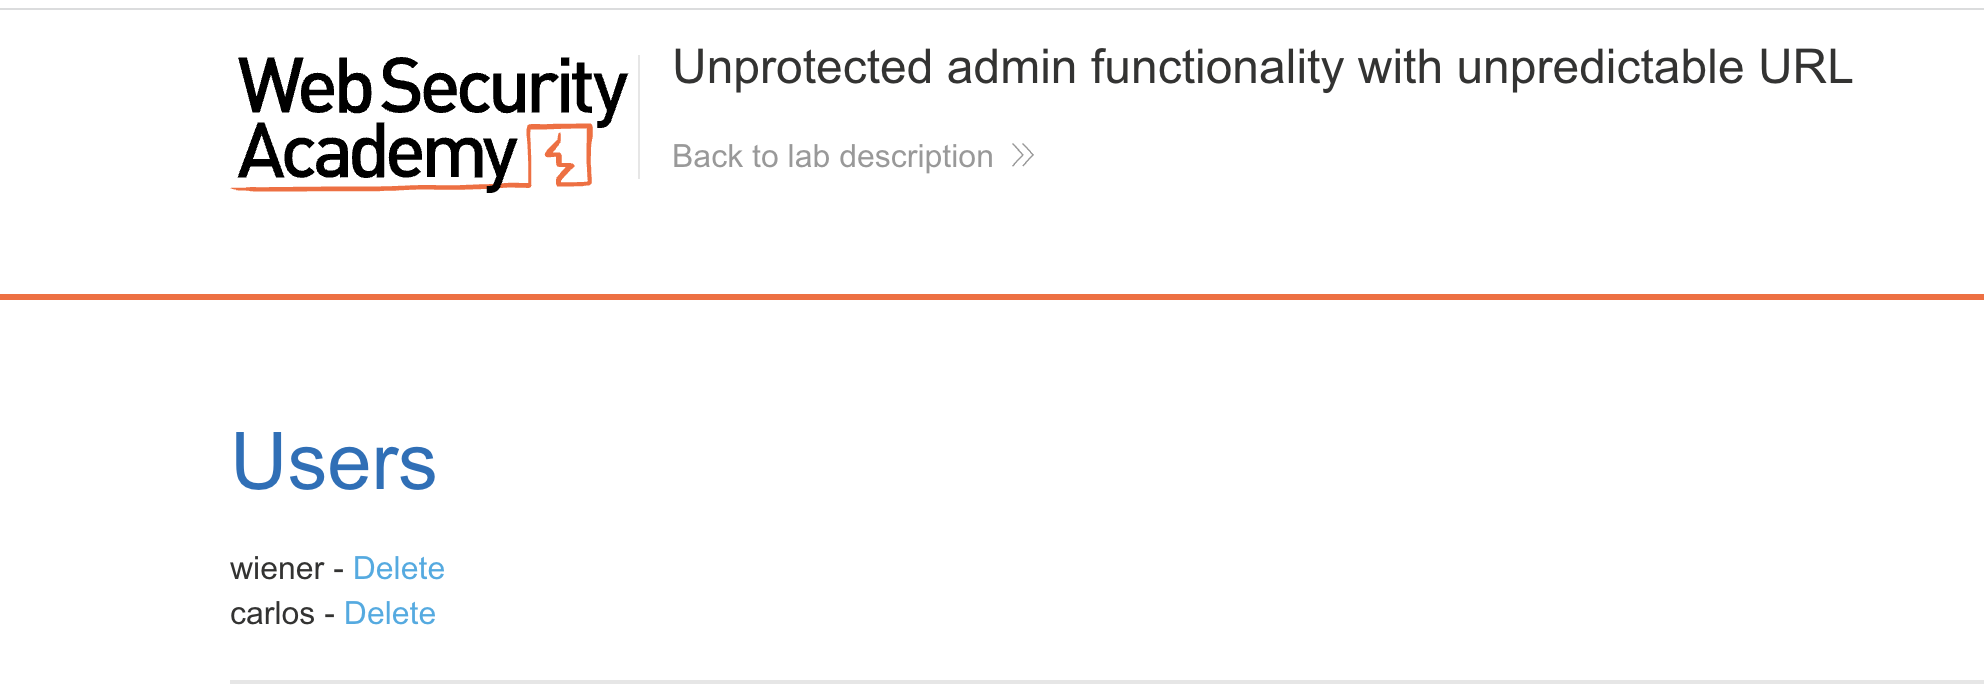 Web Security
Academy
Unprotected admin functionality with unpredictable URL
Back to lab description
Users
wiener - Delete
carlos - Delete